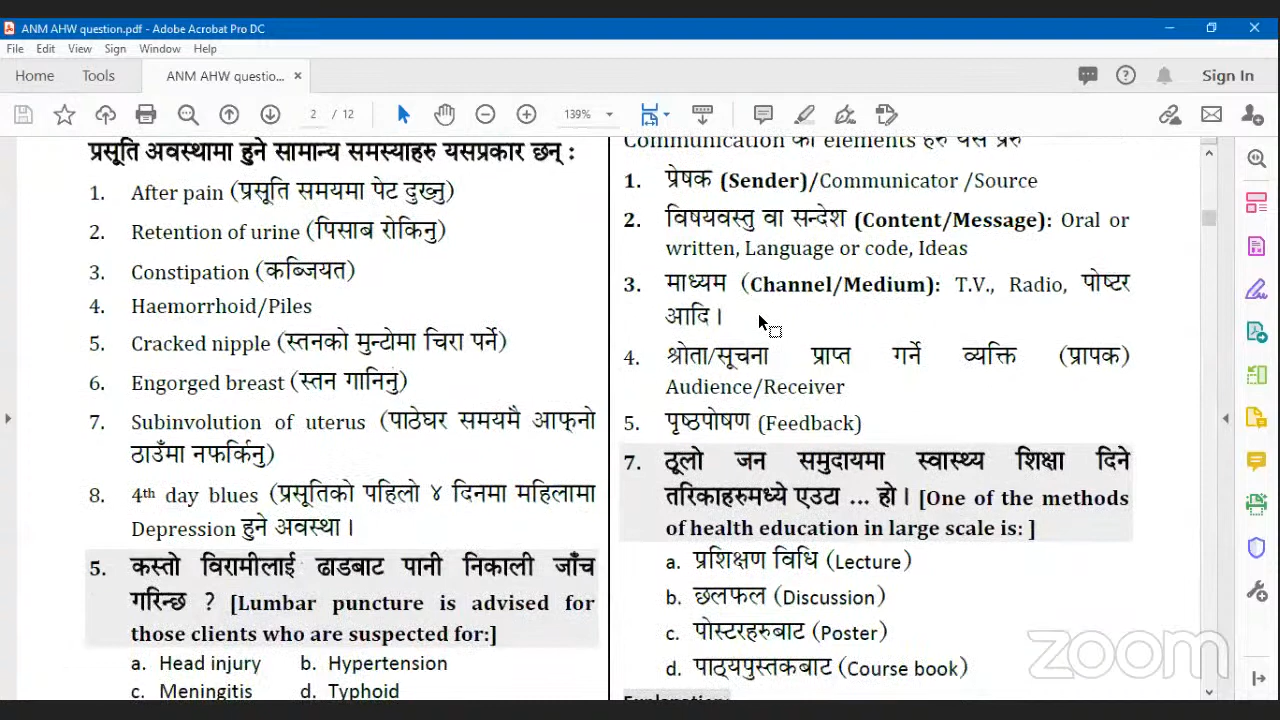 ANM AHW question.pdf - Adobe Acrobat Pro DC
File Edit View Sign Window Help
Home Tools ANM AHW questio... × Sign In
2 / 12 139%
प्रसूति अवस्थामा हुने सामान्य समस्याहरु यसप्रकार छन् :
1. After pain (प्रसूति समयमा पेट दुख्नु)
2. Retention of urine (पिसाब रोकिनु)
3. Constipation (कब्जियत)
4. Haemorrhoid/Piles
5. Cracked nipple (स्तनको मुन्टोमा चिरा पर्ने)
6. Engorged breast (स्तन गानिनु)
7. Subinvolution of uterus (पाठेघर समयमै आफ्नो
ठाउँमा नफर्किनु)
8. 4th day blues (प्रसूतिको पहिलो ४ दिनमा महिलामा
Depression हुने अवस्था ।
5. कस्तो विरामीलाई ढाडबाट पानी निकाली जाँच
गरिन्छ ? [Lumbar puncture is advised for
those clients who are suspected for:]
a. Head injury b. Hypertension
c. Meningitis d. Typhoid
Communication का elements हरु यस
1. प्रेषक (Sender)/Communicator /Source
2. विषयवस्तु वा सन्देश (Content/Message): Oral or
written, Language or code, Ideas
3. माध्यम (Channel/Medium): T.V., Radio, पोष्टर
आदि ।
4. श्रोता/सूचना प्राप्त गर्ने व्यक्ति (प्रापक)
Audience/Receiver
5. पृष्ठपोषण (Feedback)
7. ठूलो जन समुदायमा स्वास्थ्य शिक्षा दिने
तरिकाहरुमध्ये एउटा ... हो । [One of the methods
of health education in large scale is: ]
a. प्रशिक्षण विधि (Lecture)
b. छलफल (Discussion)
c. पोस्टरहरुबाट (Poster)
d. पाठ्यपुस्तकबाट (Course book)
zoom